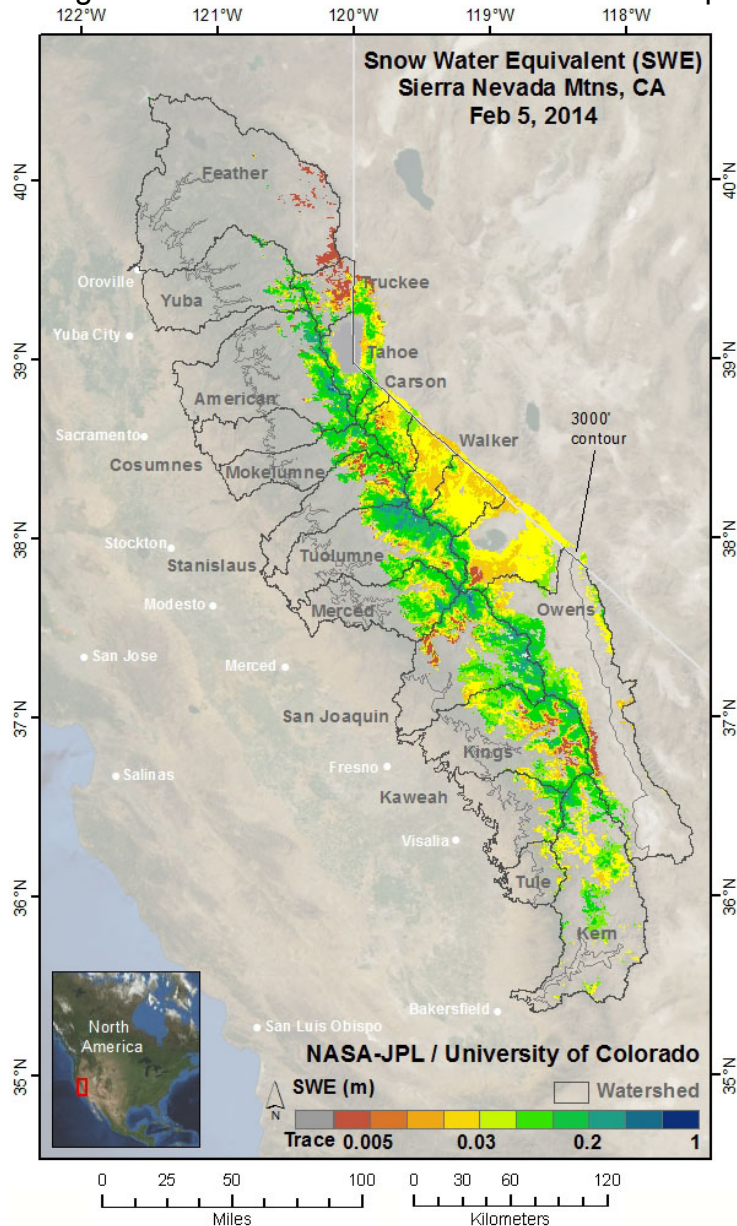 122°W 121°W 120°W 119°W 118°W
Snow Water Equivalent (SWE)
Sierra Nevada Mtns, CA
Feb 5, 2014
40°N
40°N
Feather
Oroville
Truckee
Yuba
Yuba City
39°N
39°N
Tahoe
Carson
American
3000'
contour
Walker
Sacramento
Cosumnes
Mokelumne
38°N
38°N
Stockton
Stanislaus
Tuolumne
Modesto
Merced
Owens
San Jose
Merced
37°N
37°N
San Joaquin
Salinas
Fresno
Kings
Kaweah
Visalia
36°N
36°N
Tule
Kern
North
America
Bakersfield
San Luis Obispo
35°N
35°N
NASA-JPL / University of Colorado
N
SWE (m)
Watershed
Trace 0.005 0.03 0.2 1
0 25 50 100
Miles
0 30 60 120
Kilometers